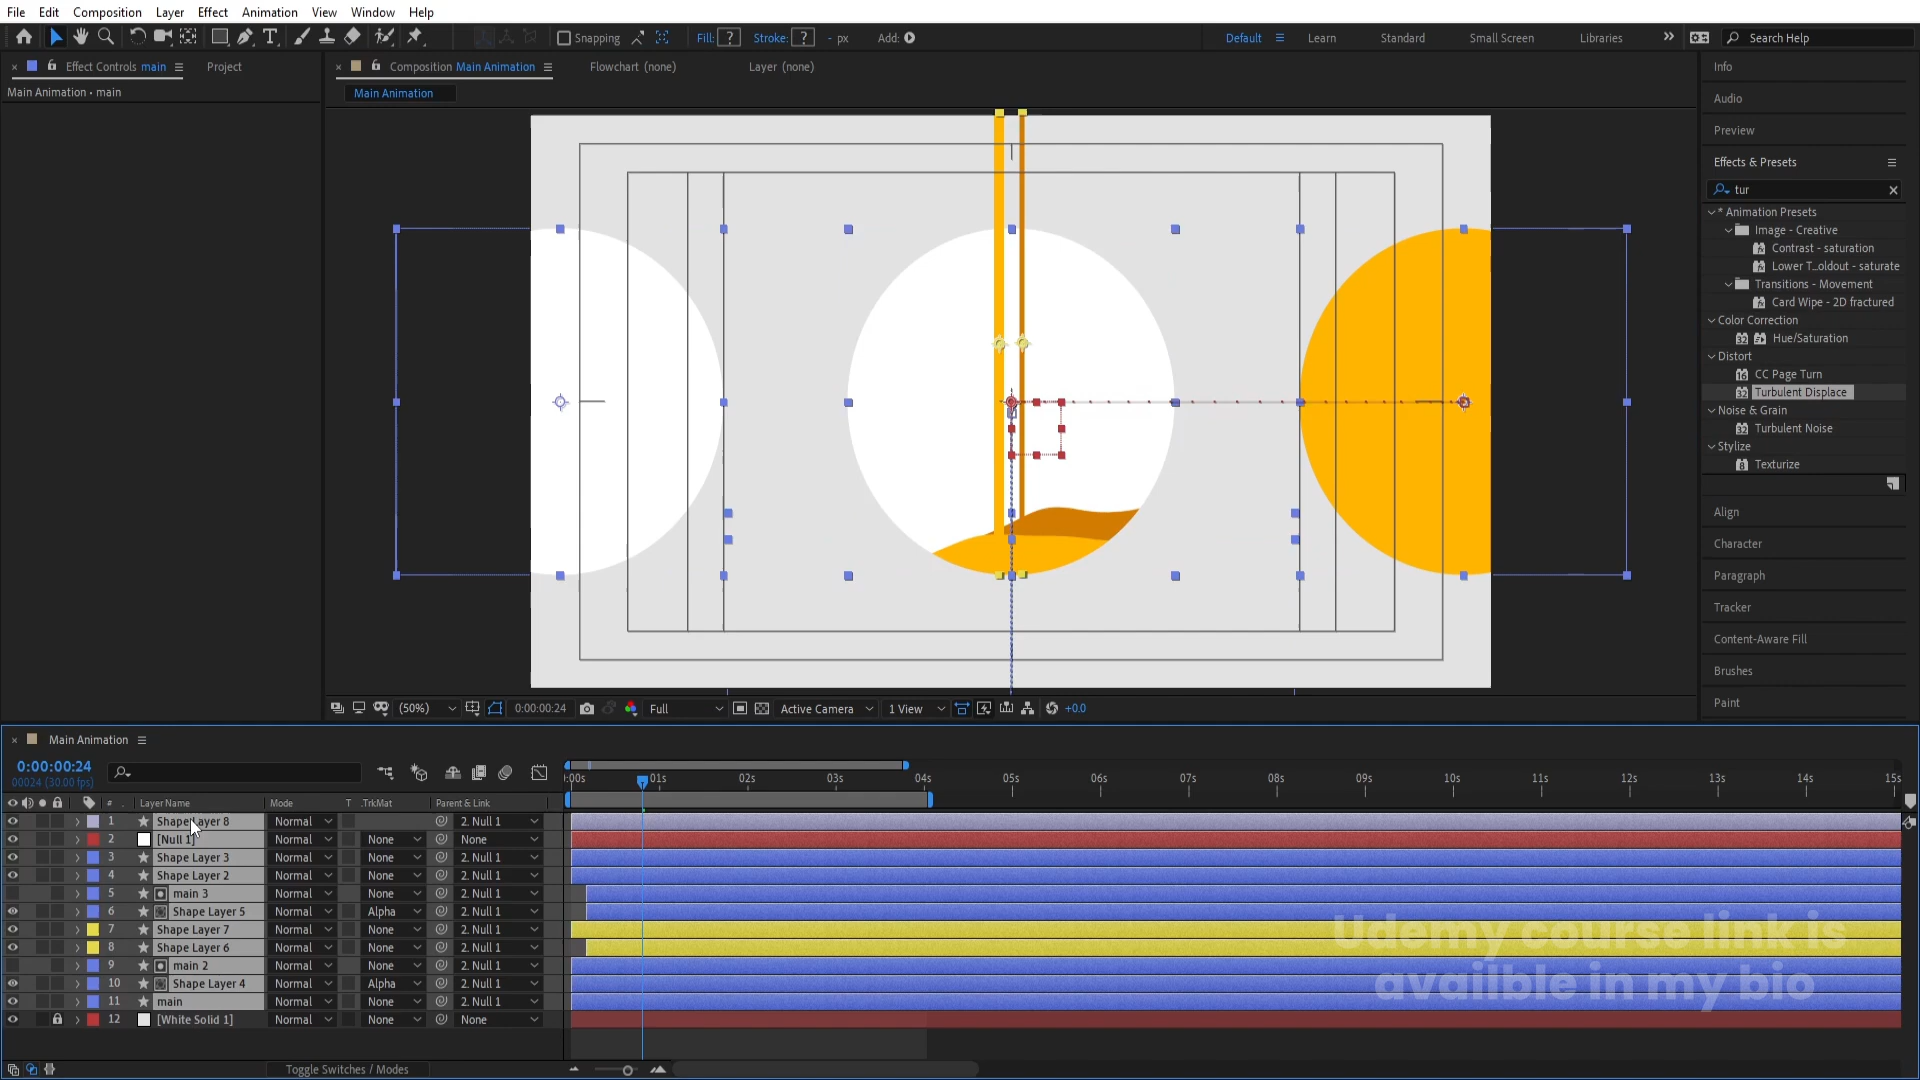 File Edit Composition Layer Effect Animation View Window Help
Snapping Fill: ? Stroke: ? - px Add: Default Learn Standard Small Screen Libraries Search Help
Effect Controls main Project Composition Main Animation Flowchart (none) Layer (none) Info
Main Animation • main Main Animation
Audio
Preview
Effects & Presets
tur
* Animation Presets
Image - Creative
Contrast - saturation
Lower T...oldout - saturate
Transitions - Movement
Card Wipe - 2D fractured
Color Correction
Hue/Saturation
Distort
CC Page Turn
Turbulent Displace
Noise & Grain
Turbulent Noise
Stylize
Texturize
Align
Character
Paragraph
Tracker
Content-Aware Fill
Brushes
Paint
(50%) 0:00:00:24 Full Active Camera 1 View +0.0
Main Animation
0:00:00:24
00024 (30.00 fps)
:00s 01s 02s 03s 04s 05s 06s 07s 08s 09s 10s 11s 12s 13s 14s 15s
# Layer Name Mode T .TrkMat Parent & Link
1 Shape Layer 8 Normal 2. Null 1
2 [Null 1] Normal None None
3 Shape Layer 3 Normal None 2. Null 1
4 Shape Layer 2 Normal None 2. Null 1
5 main 3 Normal None 2. Null 1
6 Shape Layer 5 Normal Alpha 2. Null 1
7 Shape Layer 7 Normal None 2. Null 1
8 Shape Layer 6 Normal None 2. Null 1
9 main 2 Normal None 2. Null 1
10 Shape Layer 4 Normal Alpha 2. Null 1
11 main Normal None 2. Null 1
12 [White Solid 1] Normal None None
Udemy course link is
availble in my bio
Toggle Switches / Modes